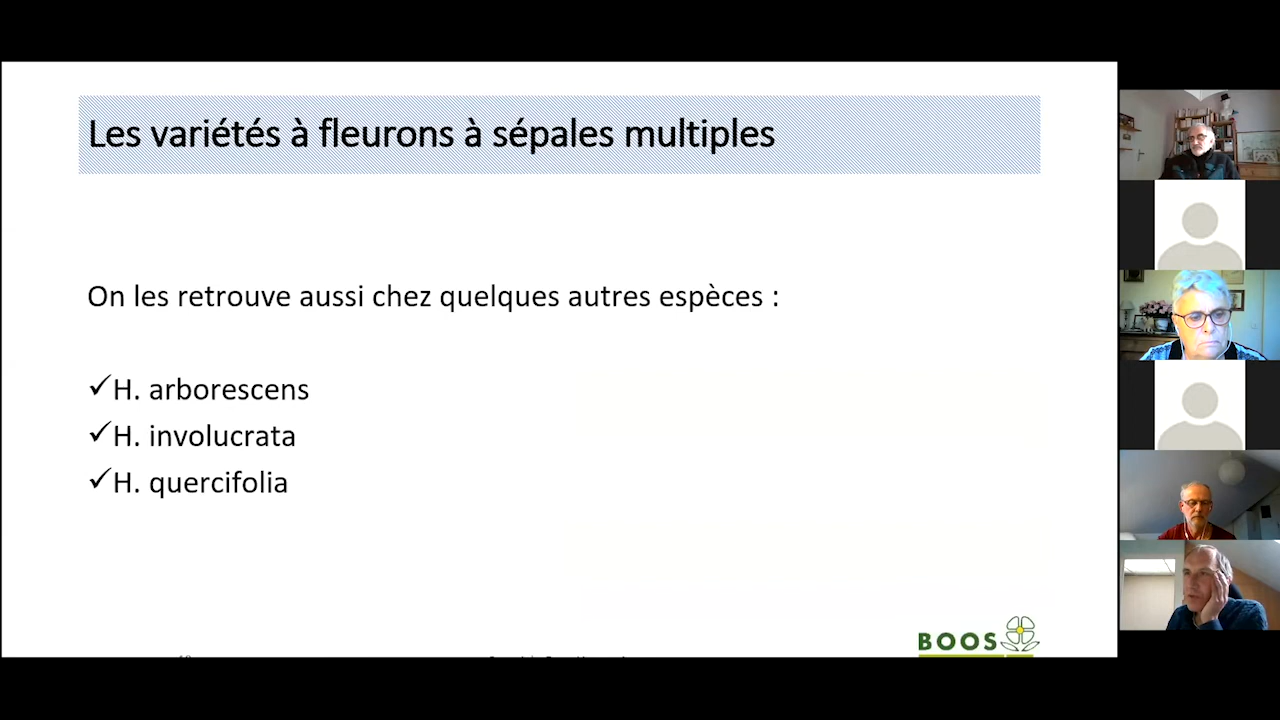 Les variétés à fleurons à sépales multiples
On les retrouve aussi chez quelques autres espèces :
✓H. arborescens
✓H. involucrata
✓H. quercifolia
BOOS